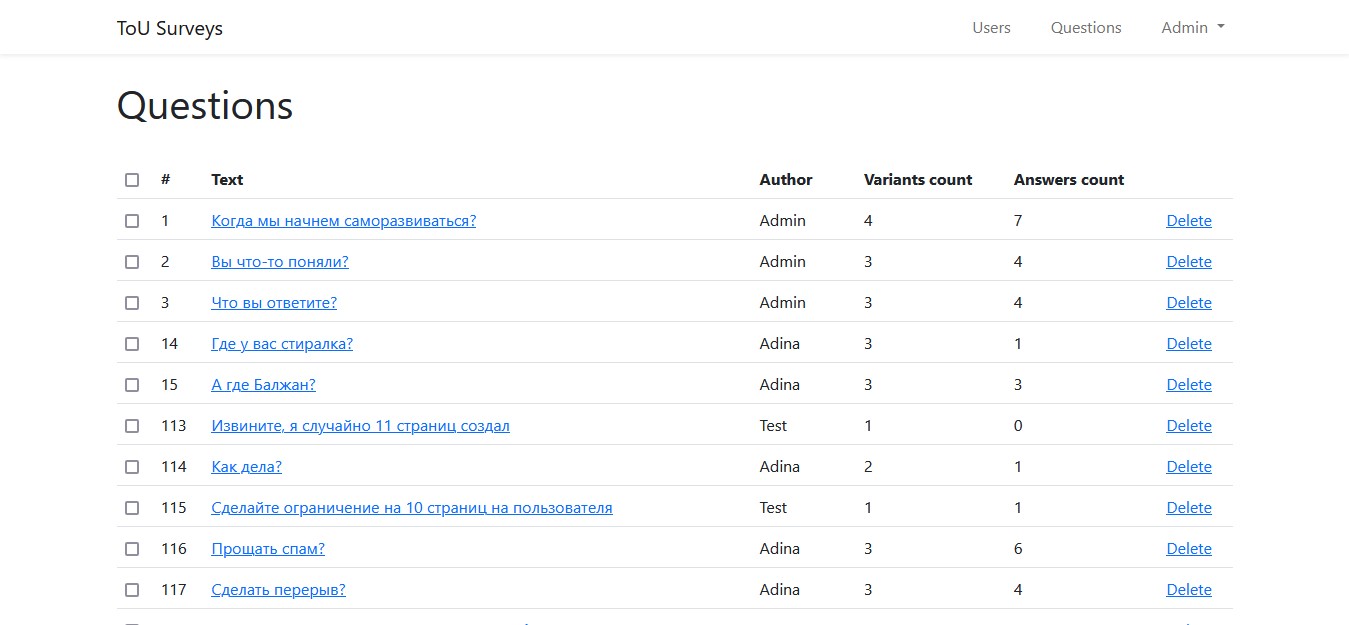 ToU Surveys Users Questions Admin
Questions
# Text Author Variants count Answers count
1 Когда мы начнем саморазвиваться? Admin 4 7 Delete
2 Вы что-то поняли? Admin 3 4 Delete
3 Что вы ответите? Admin 3 4 Delete
14 Где у вас стиралка? Adina 3 1 Delete
15 А где Балжан? Adina 3 3 Delete
113 Извините, я случайно 11 страниц создал Test 1 0 Delete
114 Как дела? Adina 2 1 Delete
115 Сделайте ограничение на 10 страниц на пользователя Test 1 1 Delete
116 Прощать спам? Adina 3 6 Delete
117 Сделать перерыв? Adina 3 4 Delete